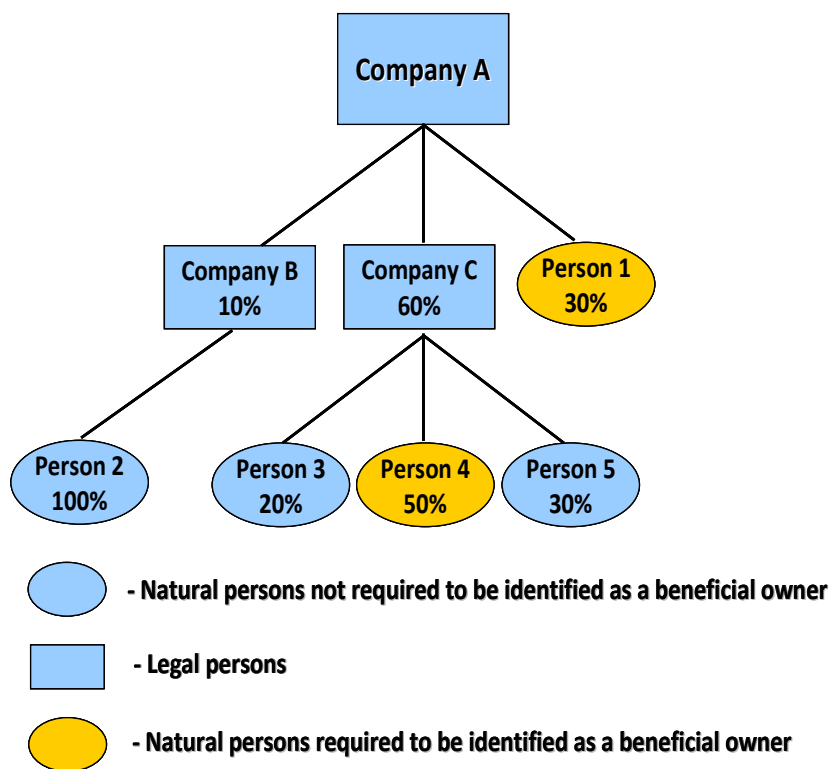 Company A
Company B
10%
Company C
60%
Person 1
30%
Person 2
100%
Person 3
20%
Person 4
50%
Person 5
30%
- Natural persons not required to be identified as a beneficial owner
- Legal persons
- Natural persons required to be identified as a beneficial owner